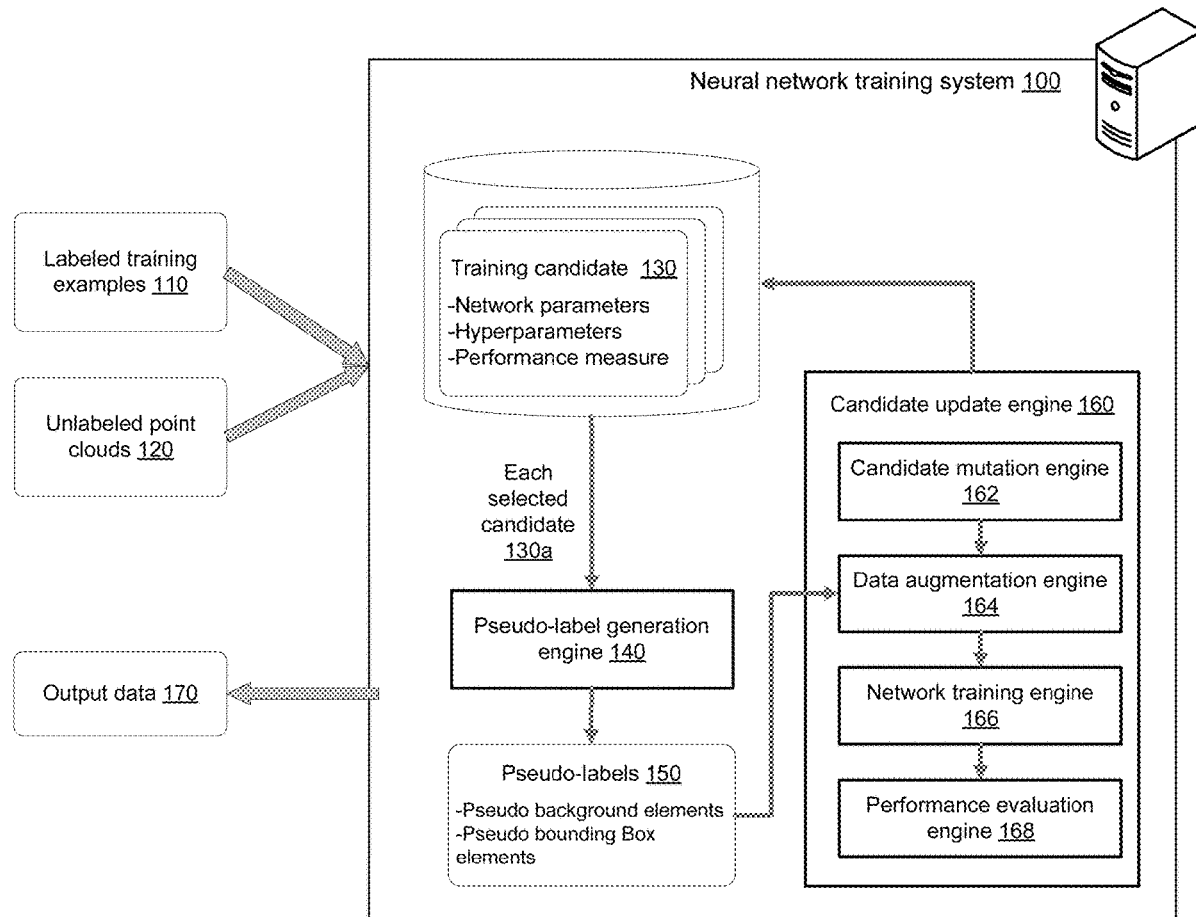 Neural network training system 100
Labeled training
examples 110
Unlabeled point
clouds 120
Output data 170
Training candidate 130
-Network parameters
-Hyperparameters
-Performance measure
Each
selected
candidate
130a
Pseudo-label generation
engine 140
Pseudo-labels 150
-Pseudo background elements
-Pseudo bounding Box
elements
Candidate update engine 160
Candidate mutation engine
162
Data augmentation engine
164
Network training engine
166
Performance evaluation
engine 168